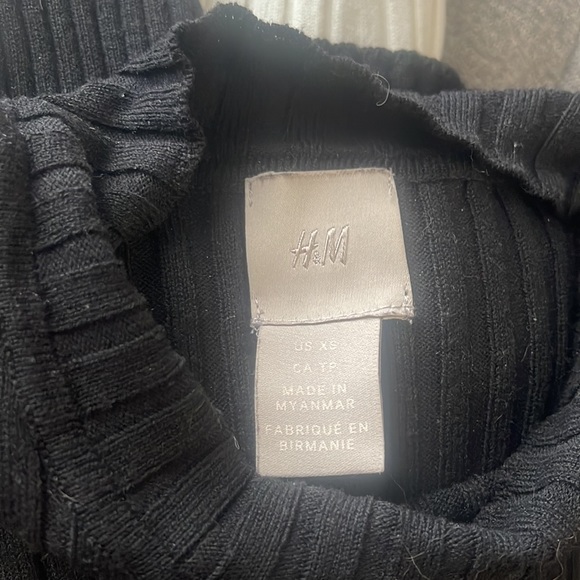 H&M
US XS
CA TP
MADE IN
MYANMAR
FABRIQUÉ EN
BIRMANIE